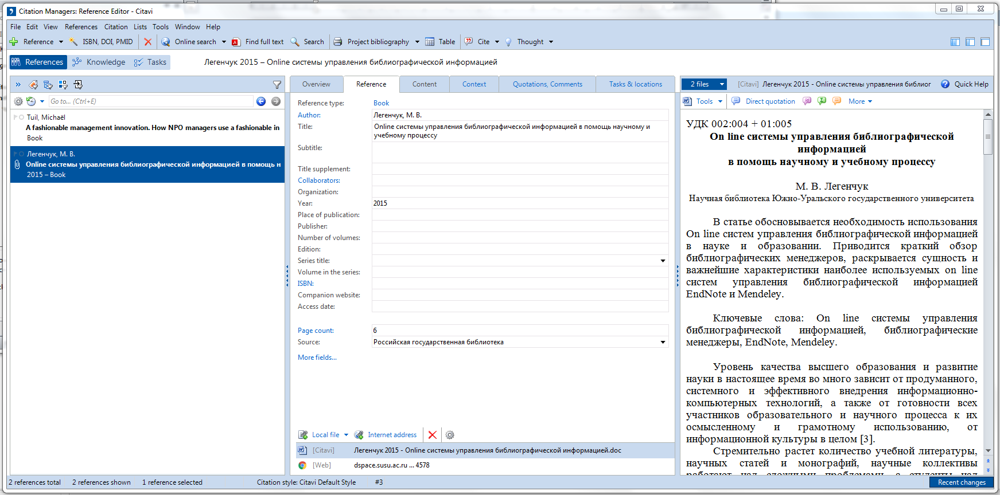 Citation Managers: Reference Editor - Citavi
File Edit View References Citation Lists Tools Window Help
Reference ISBN, DOI, PMID Online search Find full text Search Project bibliography Table Cite Thought
References Knowledge Tasks Легенчук 2015 – Online системы управления библиографической информацией
Go to... (Ctrl+E)
Tuil, Michaël
A fashionable management innovation. How NPO managers use a fashionable in
Book
Легенчук, М. В.
Online системы управления библиографической информацией в помощь н
2015 – Book
Overview Reference Content Context Quotations, Comments Tasks & locations
Reference type: Book
Author: Легенчук, М. В.
Title: Online системы управления библиографической информацией в помощь научному и
учебному процессу
Subtitle:
Title supplement:
Collaborators:
Organization:
Year: 2015
Place of publication:
Publisher:
Number of volumes:
Edition:
Series title:
Volume in the series:
ISBN:
Companion website:
Access date:
Page count: 6
Source: Российская государственная библиотека
More fields...
Local file Internet address
[Citavi] Легенчук 2015 - Online системы управления библиографической информацией.doc
[Web] dspace.susu.ac.ru ... 4578
2 files [Citavi] Легенчук 2015 - Online системы управления библиог Quick Help
Tools Direct quotation More
УДК 002:004 + 01:005
On line системы управления библиографической
информацией
в помощь научному и учебному процессу
М. В. Легенчук
Научная библиотека Южно-Уральского государственного университета
В статье обосновывается необходимость использования
On line систем управления библиографической информацией
в науке и образовании. Приводится краткий обзор
библиографических менеджеров, раскрывается сущность и
важнейшие характеристики наиболее используемых on line
систем управления библиографической информацией
EndNote и Mendeley.
Ключевые слова: On line системы управления
библиографической информацией, библиографические
менеджеры, EndNote, Mendeley.
Уровень качества высшего образования и развитие
науки в настоящее время во много зависит от продуманного,
системного и эффективного внедрения информационно-
компьютерных технологий, а также от готовности всех
участников образовательного и научного процесса к их
осмысленному и грамотному использованию, от
информационной культуры в целом [3].
Стремительно растет количество учебной литературы,
научных статей и монографий, научные коллективы
работают над сложными проблемами, а студенты над
2 references total 2 references shown 1 reference selected Citation style: Citavi Default Style #3 Recent changes